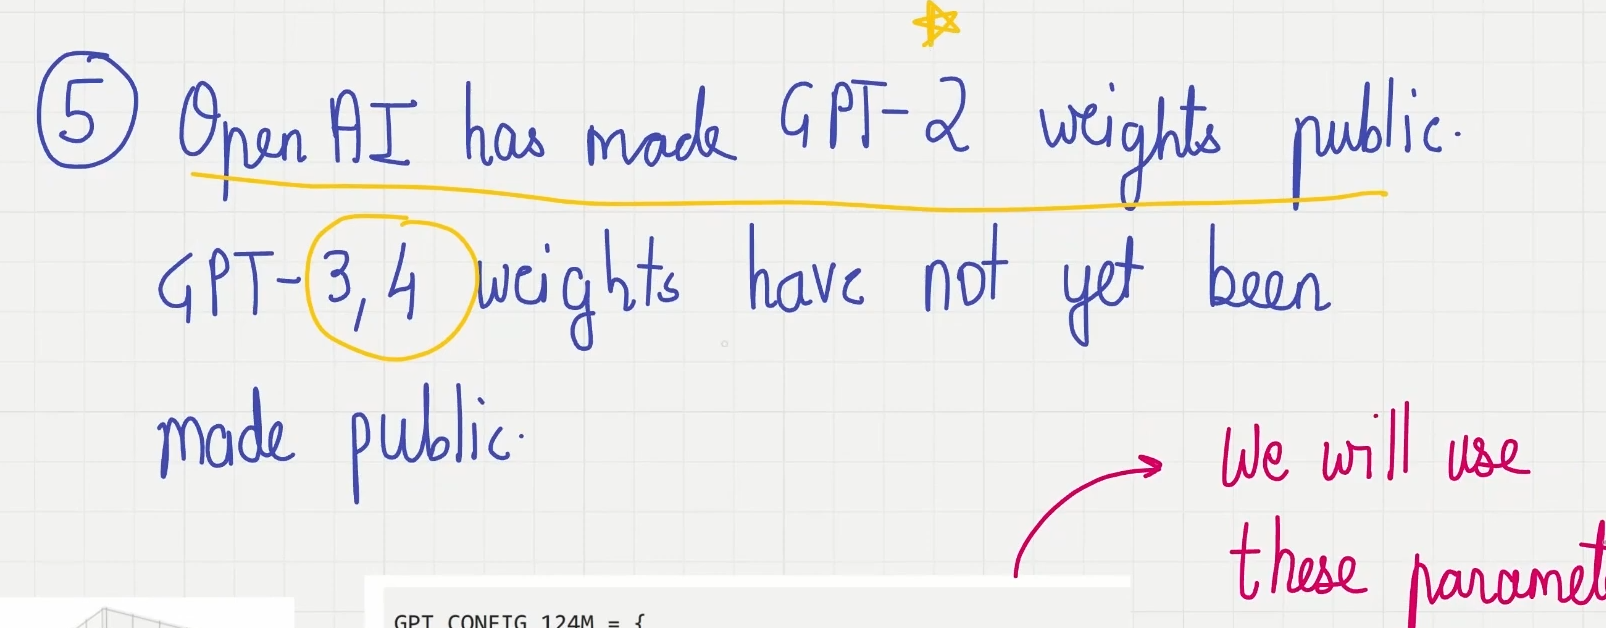 5 Open AI has made GPT-2 weights public.
GPT-3,4 weights have not yet been
made public.
We will use
these
GPT_CONFIG_124M = {